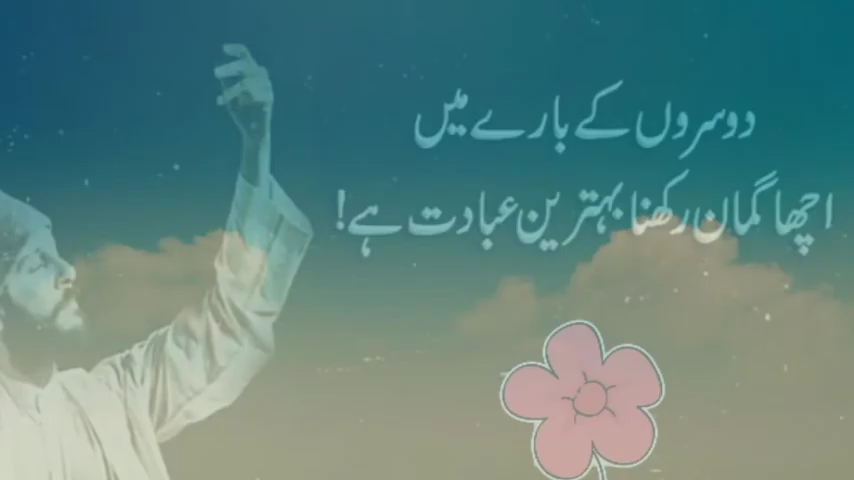 دوسروں کے بارے میں
اچھا گمان رکھنا بہترین عبادت ہے!